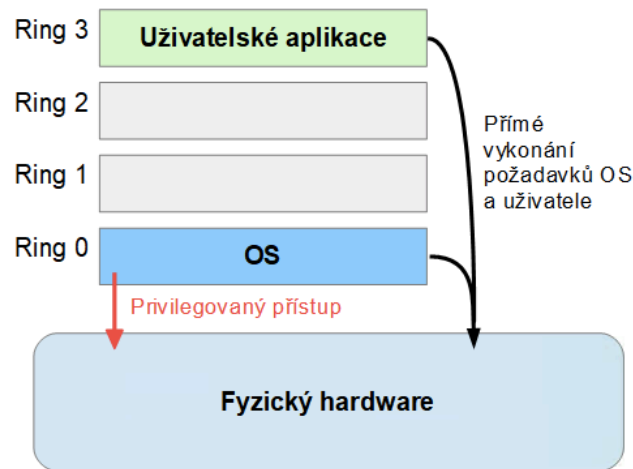 Ring 3
Uživatelské aplikace
Ring 2
Přímé
vykonání
požadavků OS
a uživatele
Ring 1
Ring 0
OS
Privilegovaný přístup
Fyzický hardware